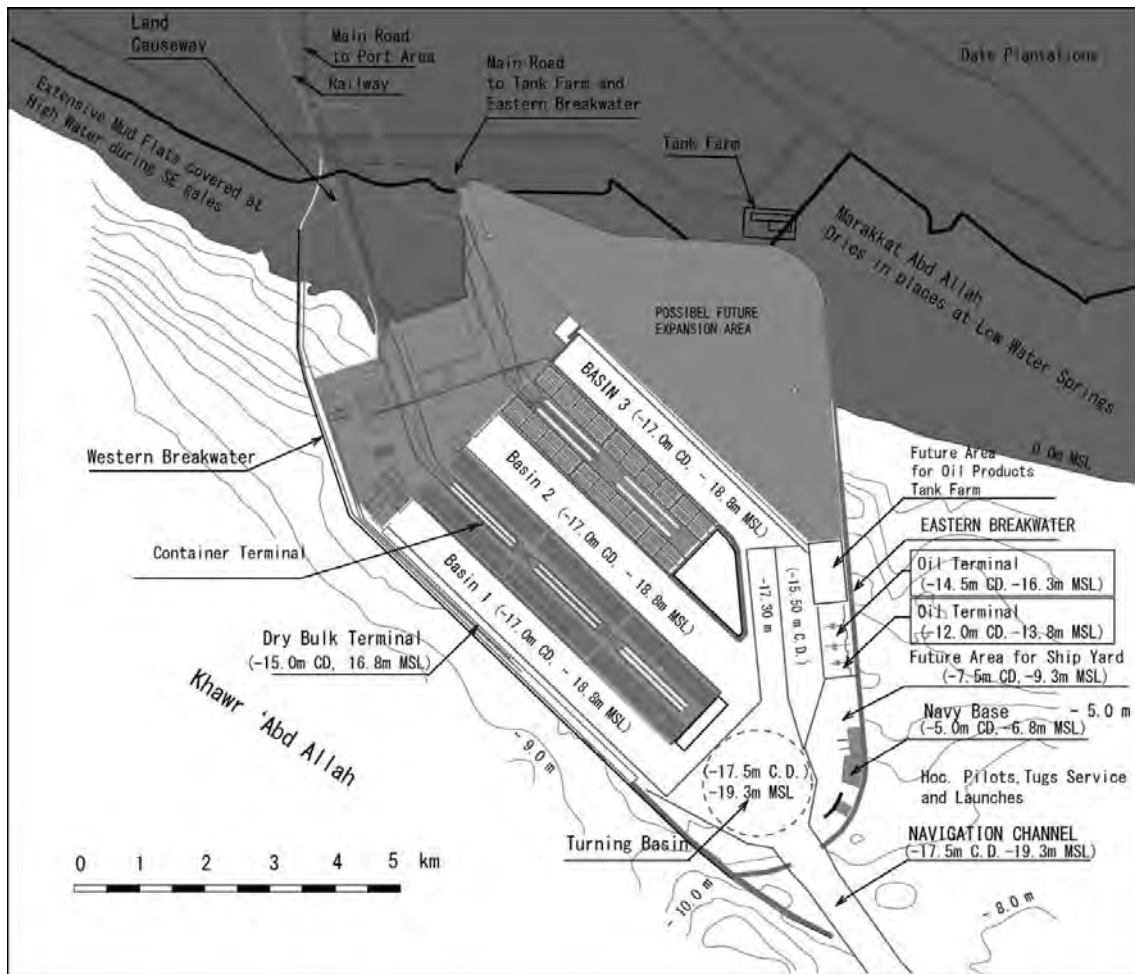 Land
Causeway
Main Road
to Port Area
Railway
Main Road
to Tank Farm and
Eastern Breakwater
Date Plantations
Extensive Mud Flats covered at
High Water during SE gales
Tank Farm
Marakkat Abd Allah
Dries in places at Low Water Springs
POSSIBEL FUTURE
EXPANSION AREA
BASIN 3 (-17.0m CD. - 18.8m MSL)
Basin 2 (-17.0m CD. - 18.8m MSL)
Basin 1 (-17.0m CD. - 18.8m MSL)
Western Breakwater
Container Terminal
Dry Bulk Terminal
(-15.0m CD, 16.8m MSL)
Khawr 'Abd Allah
0.0m MSL
Future Area
for Oil Products
Tank Farm
EASTERN BREAKWATER
Oil Terminal
(-14.5m CD.-16.3m MSL)
Oil Terminal
(-12.0m CD.-13.8m MSL)
Future Area for Ship Yard
(-7.5m CD,-9.3m MSL)
Navy Base
(-5.0m CD.-6.8m MSL)
- 5.0 m
Hoc. Pilots,Tugs Service
and Launches
-17.30 m
(-15.50 m C.D.)
(-17.5m C.D.)
-19.3m MSL
Turning Basin
NAVIGATION CHANNEL
(-17.5m C.D.-19.3m MSL)
- 9.0 m
-10.0 m
- 8.0 m
0 1 2 3 4 5 km